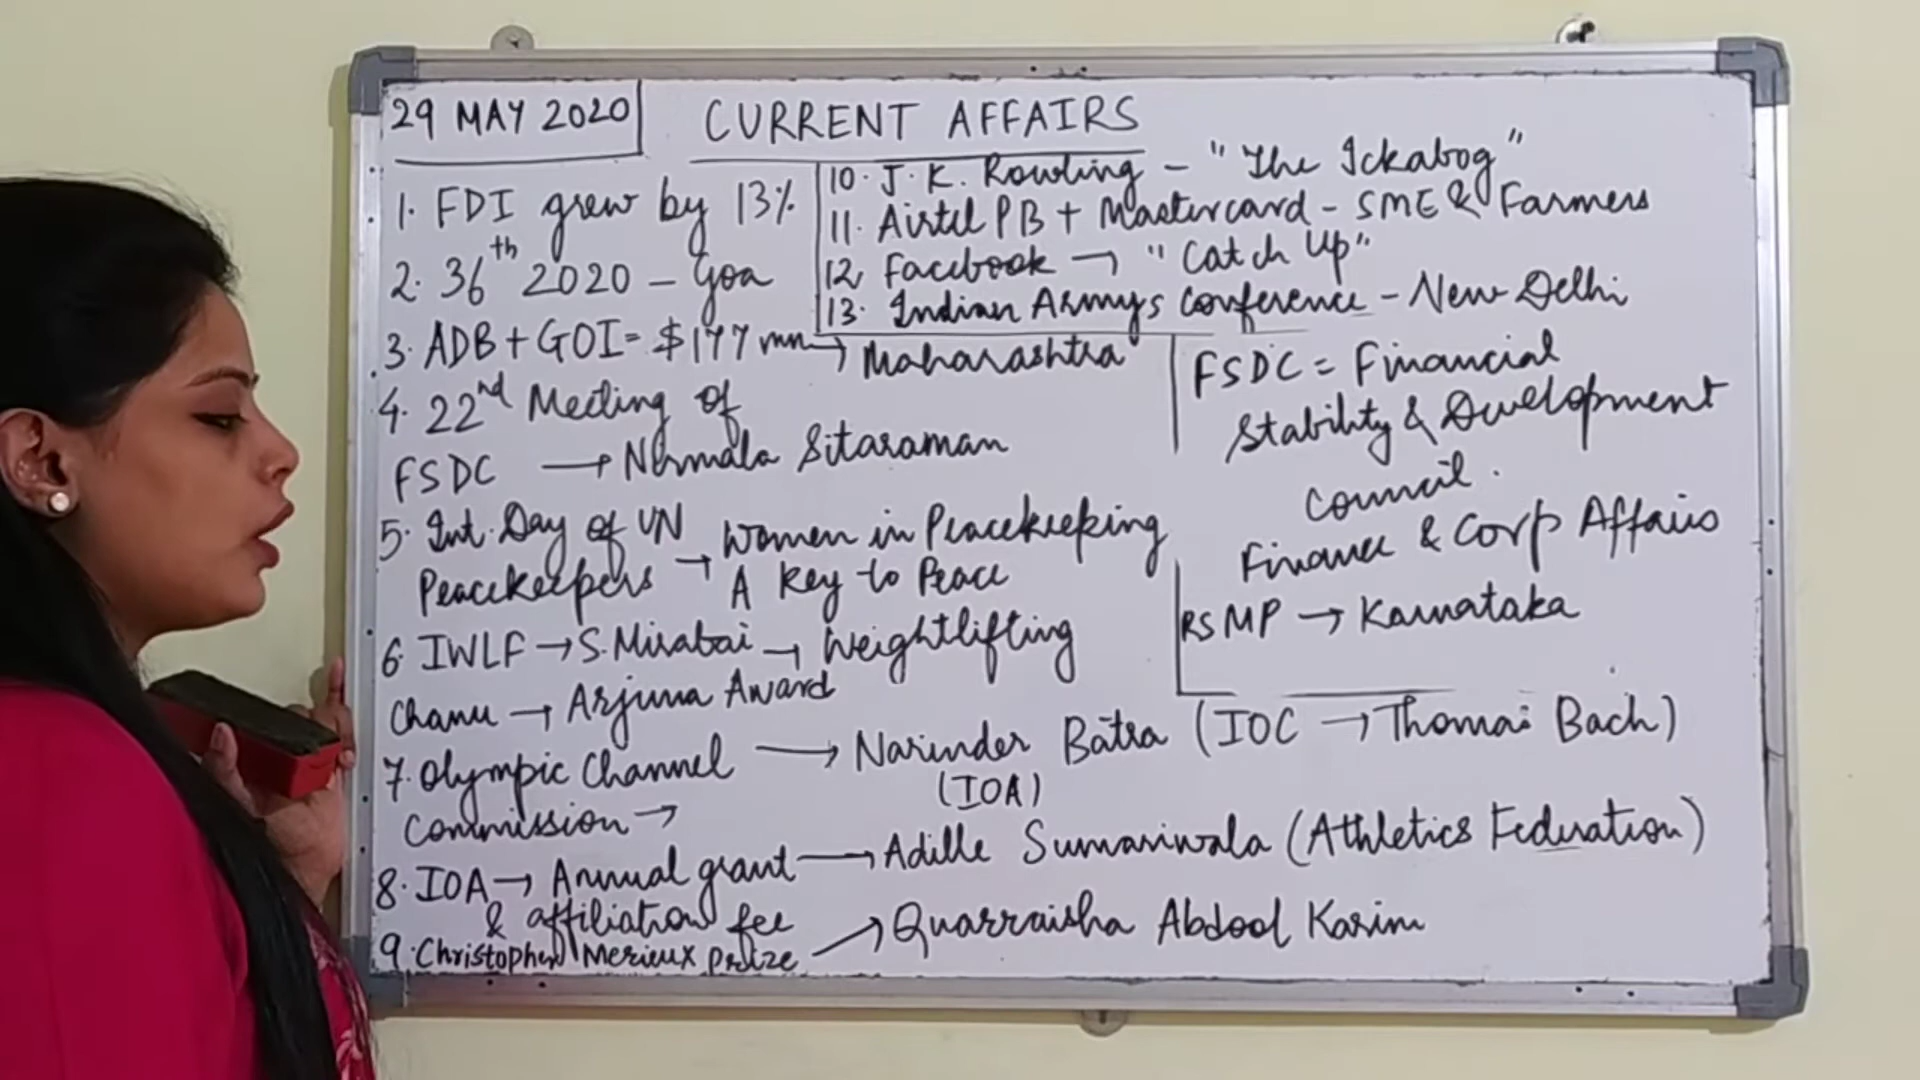 29 MAY 2020
CURRENT AFFAIRS
1. FDI grew by 13%
2. 36th 2020 - Goa
3. ADB + GOI = $177 mn → Maharashtra
4. 22nd Meeting of
FSDC → Nirmala Sitaraman
5. Int. Day of UN
Peacekeepers → Women in Peacekeeping
A Key to Peace
6. IWLF → S. Mirabai → Weightlifting
Chanu → Arjuna Award
7. Olympic Channel → Narinder Batra (IOC → Thomas Bach)
(IOA)
Commission →
8. IOA → Annual grant → Adille Sumariwala (Athletics Federation)
& affiliation fee
9. Christopher Merieux prize → Quarraisha Abdool Karim
10. J.K. Rowling - "The Ickabog"
11. Airtel PB + Mastercard - SME & Farmers
12. Facebook → "Catch Up"
13. Indian Army's Conference - New Delhi
FSDC = Financial
Stability & Development
Council.
Finance & Corp Affairs
RSMP → Karnataka